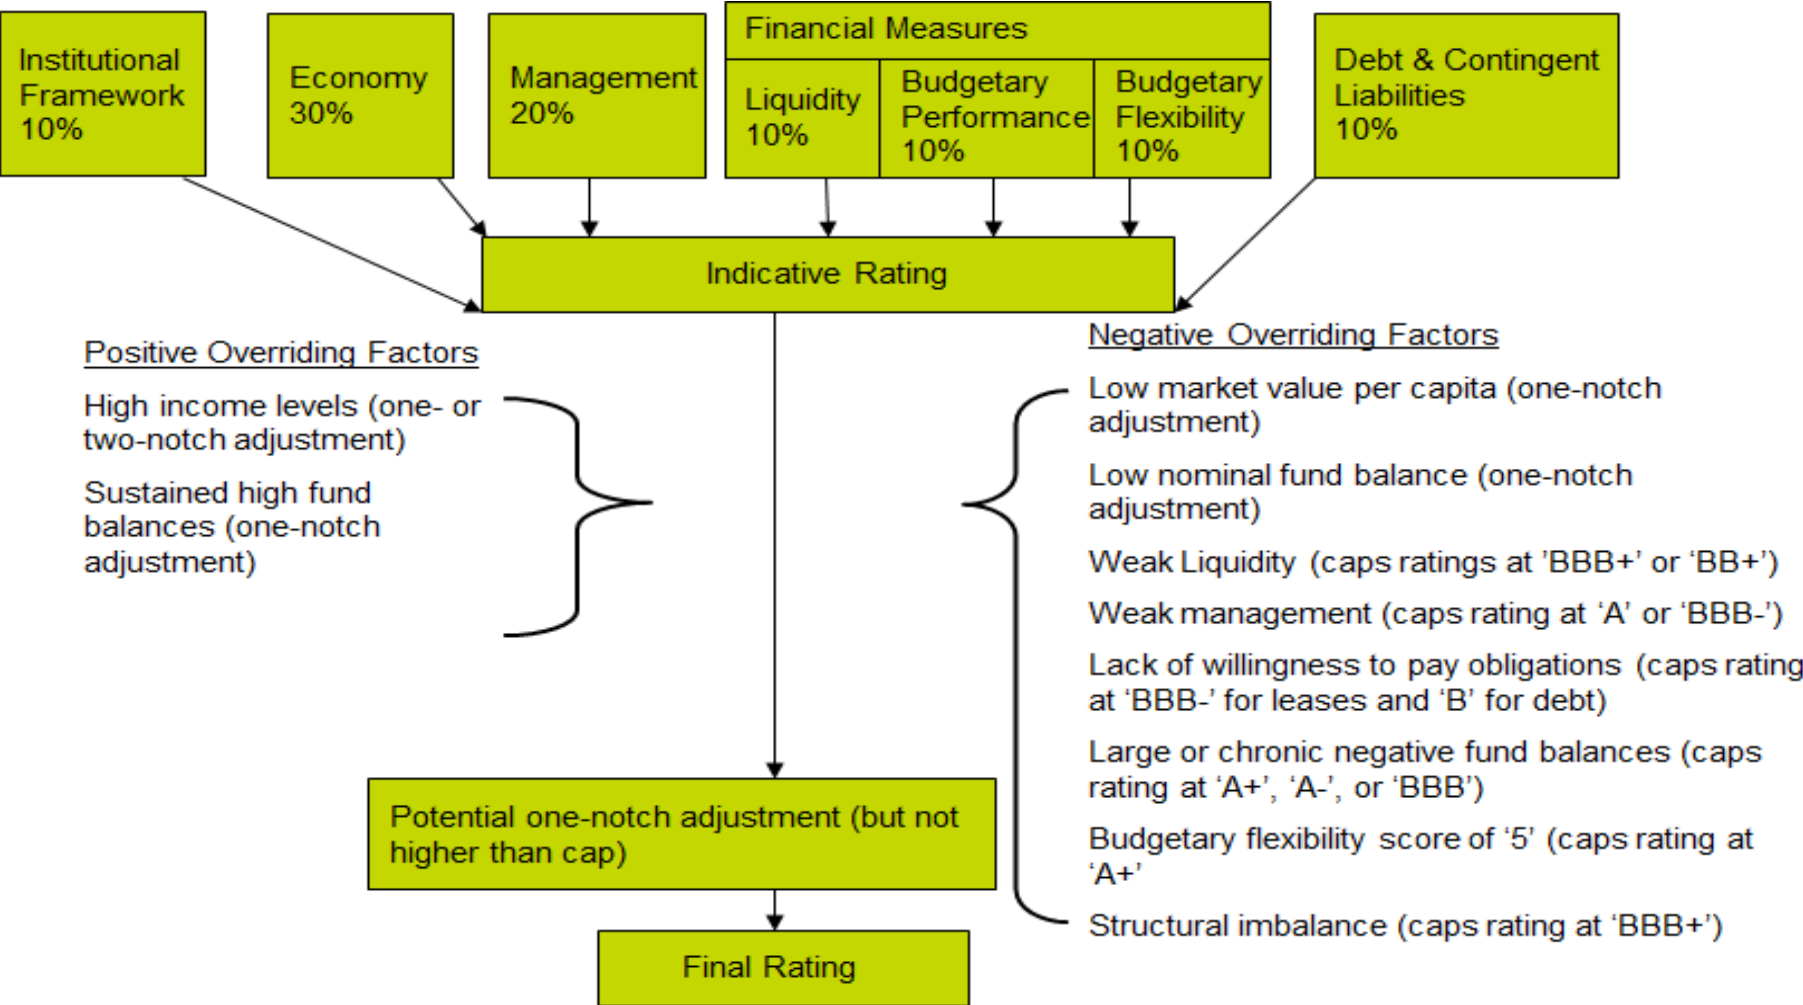 Institutional
Framework
10%
Economy
30%
Management
20%
Financial Measures
Liquidity
10%
Budgetary
Performance
10%
Budgetary
Flexibility
10%
Debt & Contingent
Liabilities
10%
Indicative Rating
Positive Overriding Factors
High income levels (one- or
two-notch adjustment)
Sustained high fund
balances (one-notch
adjustment)
Negative Overriding Factors
Low market value per capita (one-notch
adjustment)
Low nominal fund balance (one-notch
adjustment)
Weak Liquidity (caps ratings at ’BBB+’ or ‘BB+’)
Weak management (caps rating at ‘A’ or ‘BBB-’)
Lack of willingness to pay obligations (caps rating
at ‘BBB-’ for leases and ‘B’ for debt)
Large or chronic negative fund balances (caps
rating at ‘A+’, ‘A-’, or ‘BBB’)
Budgetary flexibility score of ‘5’ (caps rating at
‘A+’
Structural imbalance (caps rating at ‘BBB+’)
Potential one-notch adjustment (but not
higher than cap)
Final Rating